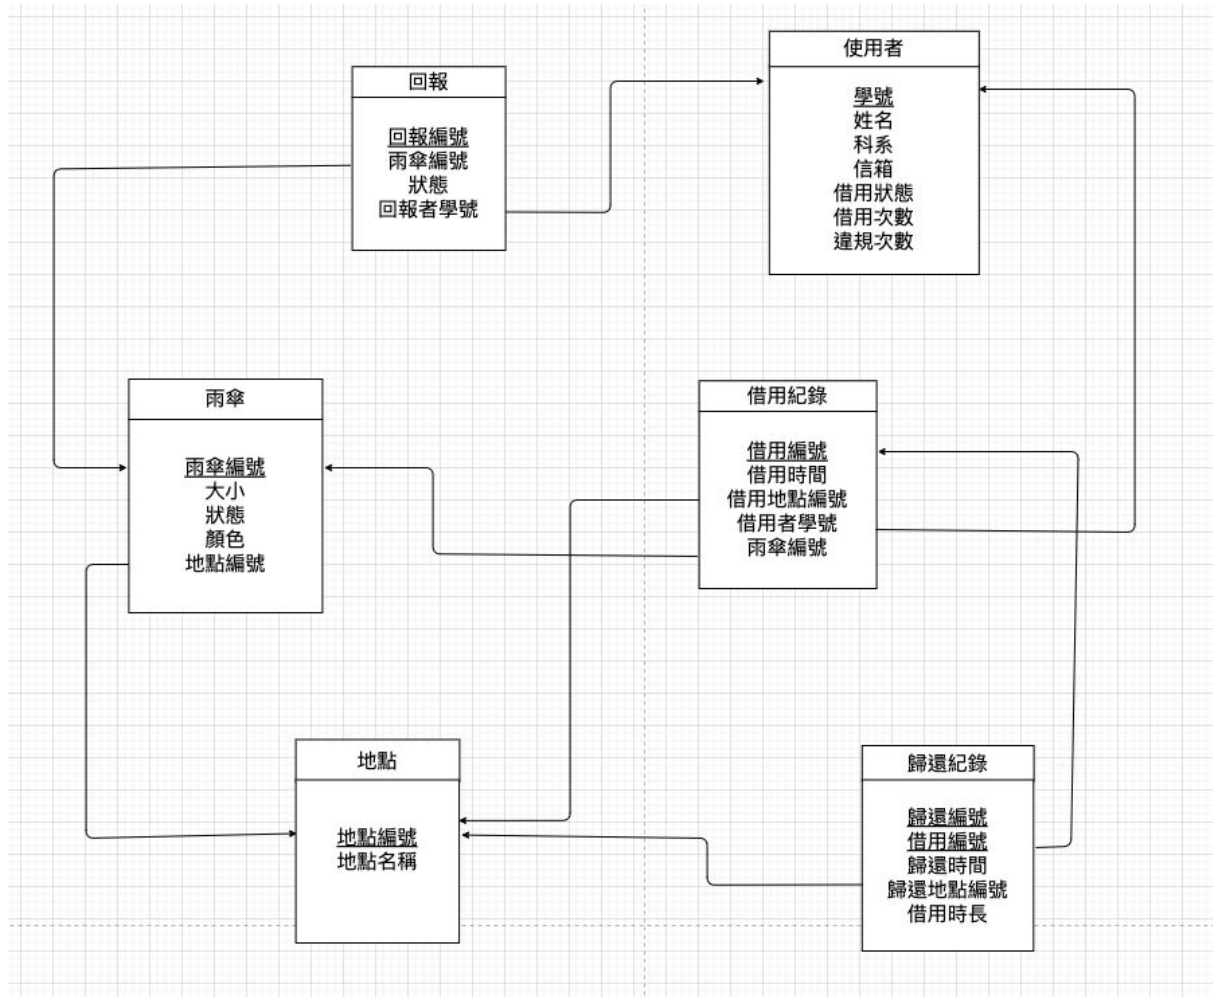 回報
回報編號
雨傘編號
狀態
回報者學號
使用者
學號
姓名
科系
信箱
借用狀態
借用次數
違規次數
雨傘
雨傘編號
大小
狀態
顏色
地點編號
借用紀錄
借用編號
借用時間
借用地點編號
借用者學號
雨傘編號
地點
地點編號
地點名稱
歸還紀錄
歸還編號
借用編號
歸還時間
歸還地點編號
借用時長